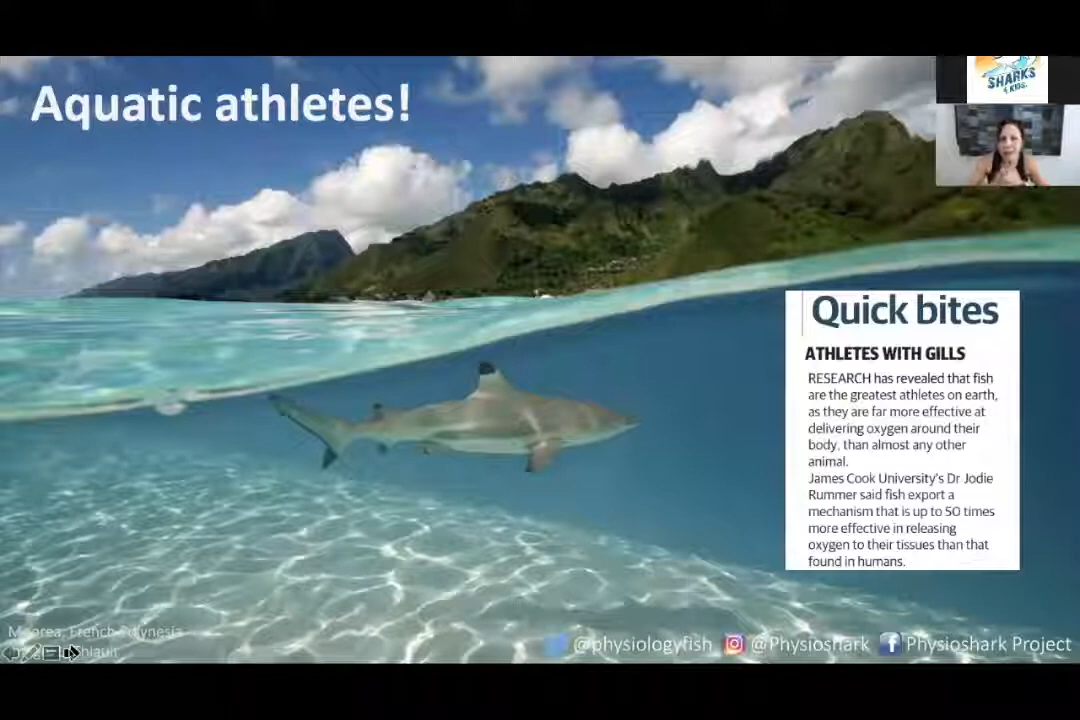 Aquatic athletes!
SHARKS
4 KIDS
Quick bites
ATHLETES WITH GILLS
RESEARCH has revealed that fish
are the greatest athletes on earth,
as they are far more effective at
delivering oxygen around their
body, than almost any other
animal.
James Cook University's Dr Jodie
Rummer said fish export a
mechanism that is up to 50 times
more effective in releasing
oxygen to their tissues than that
found in humans.
Moorea, French Polynesia
@physiologyfish @Physioshark Physioshark Project